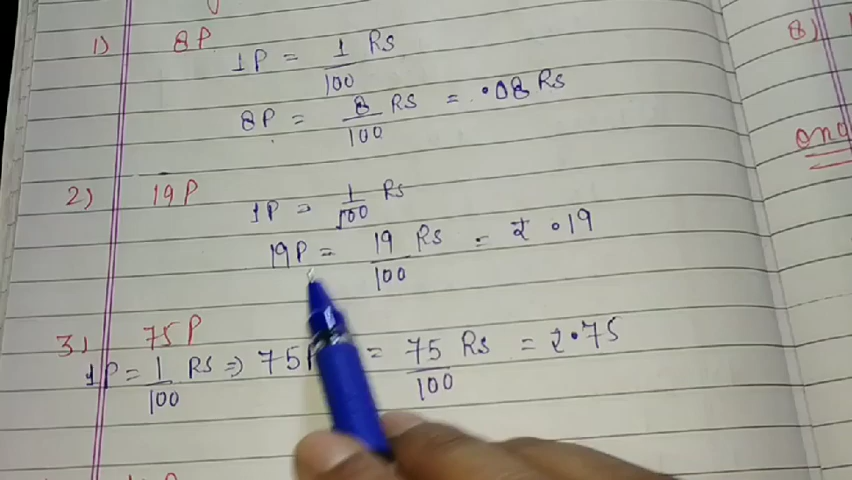 1) 8P
1P = 1/100 Rs
8P = 8/100 Rs = .08 Rs
2) 19P
1P = 1/100 Rs
19P = 19/100 Rs = ₹ .19
3) 75P
1P = 1/100 Rs => 75P = 75/100 Rs = ₹.75
8)